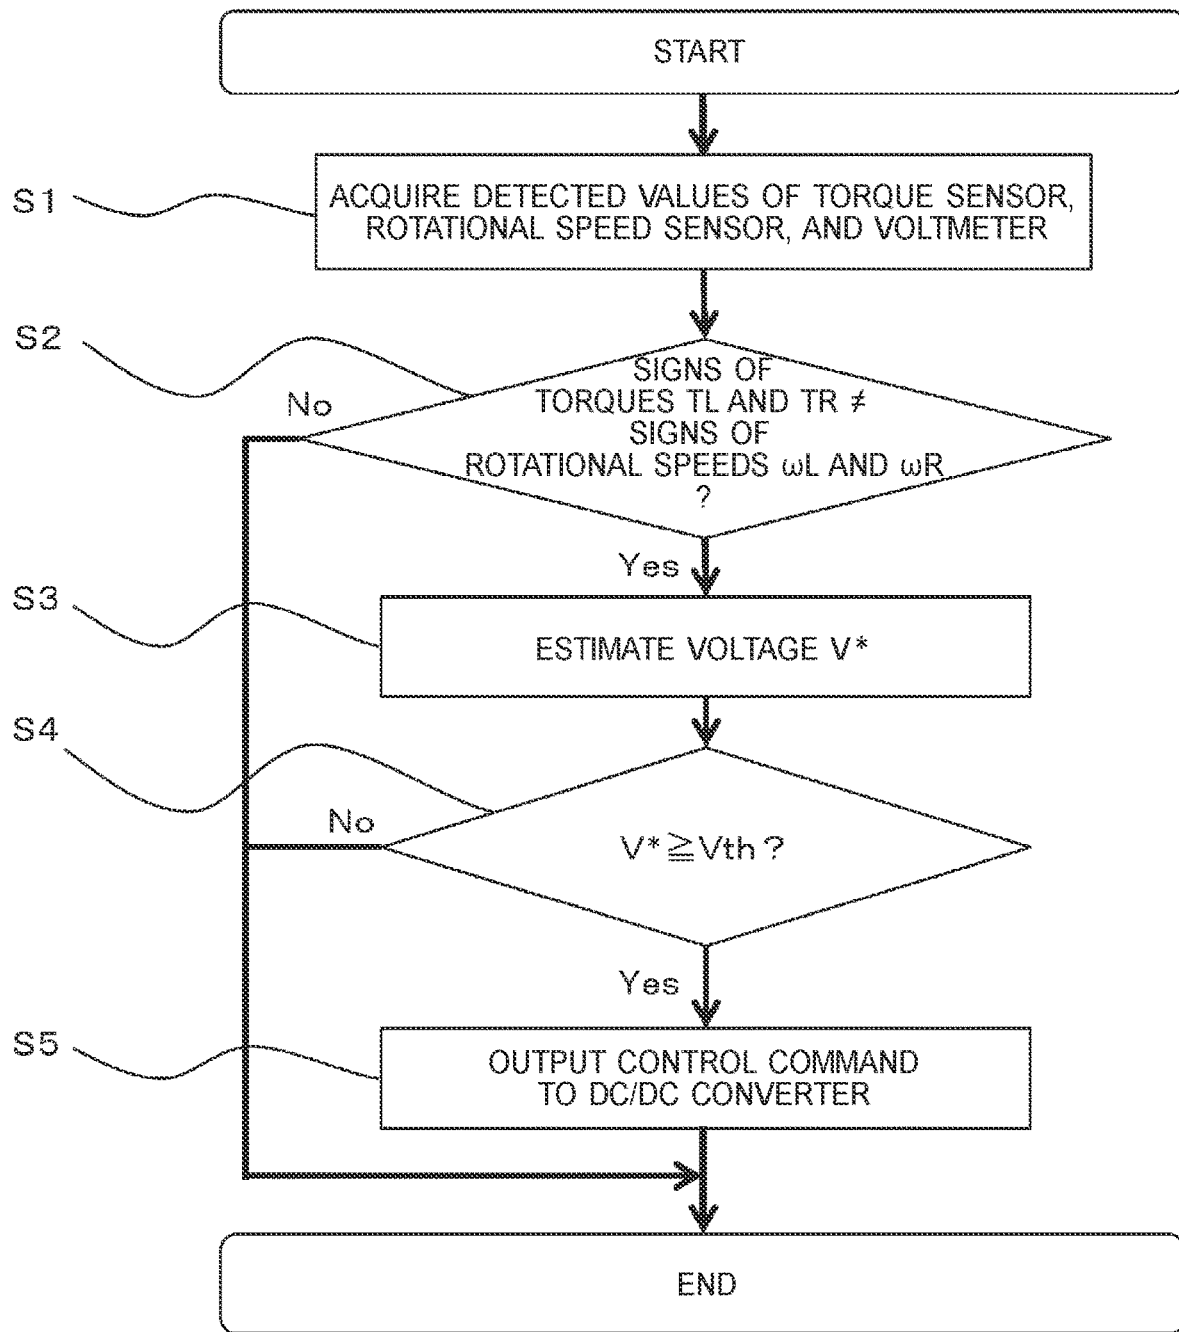 START
S1
ACQUIRE DETECTED VALUES OF TORQUE SENSOR,
ROTATIONAL SPEED SENSOR, AND VOLTMETER
S2
SIGNS OF
TORQUES TL AND TR ≠
SIGNS OF
ROTATIONAL SPEEDS ωL AND ωR
?
No
Yes
S3
ESTIMATE VOLTAGE V*
S4
V*≧Vth?
No
Yes
S5
OUTPUT CONTROL COMMAND
TO DC/DC CONVERTER
END